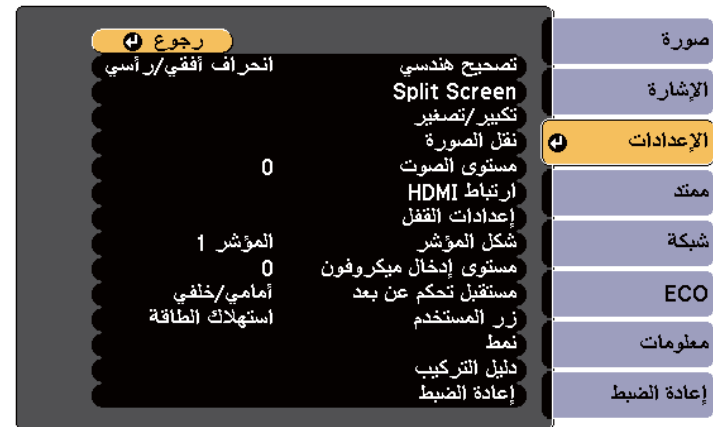 صورة
الإشارة
الإعدادات
ممتد
شبكة
ECO
معلومات
إعادة الضبط
رجوع
تصحيح هندسي انحراف أفقي/رأسي
Split Screen
تكبير/تصغير
نقل الصورة
مستوى الصوت 0
ارتباط HDMI
إعدادات القفل
شكل المؤشر المؤشر 1
مستوى إدخال ميكروفون 0
مستقبل تحكم عن بعد أمامي/خلفي
زر المستخدم استهلاك الطاقة
نمط
دليل التركيب
إعادة الضبط